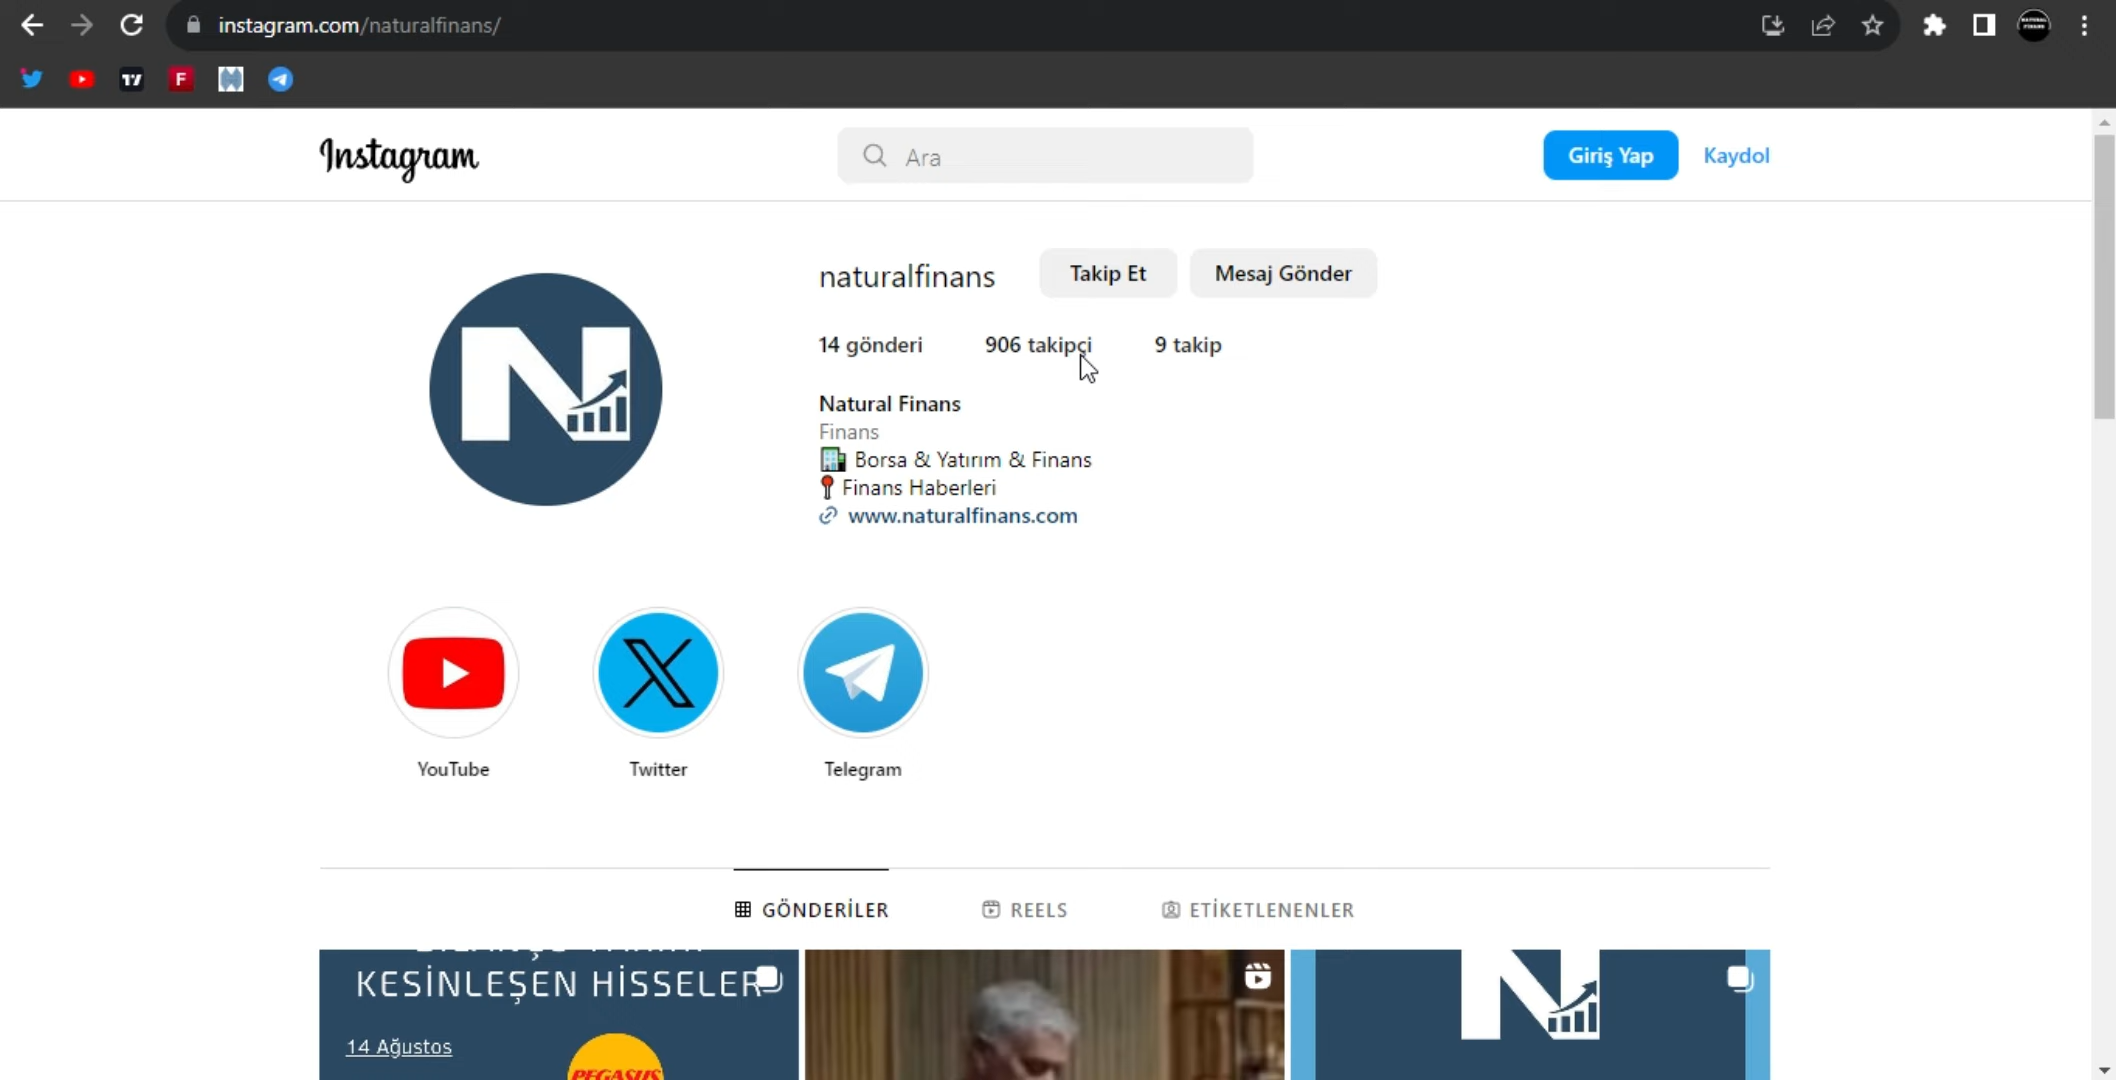 instagram.com/naturalfinans/
Instagram
Ara
Giriş Yap
Kaydol
naturalfinans
Takip Et
Mesaj Gönder
14 gönderi
906 takipçi
9 takip
Natural Finans
Finans
Borsa & Yatırım & Finans
Finans Haberleri
www.naturalfinans.com
YouTube
Twitter
Telegram
GÖNDERİLER
REELS
ETİKETLENENLER
KESİNLEŞEN HİSSELER
14 Ağustos
PEGASUS